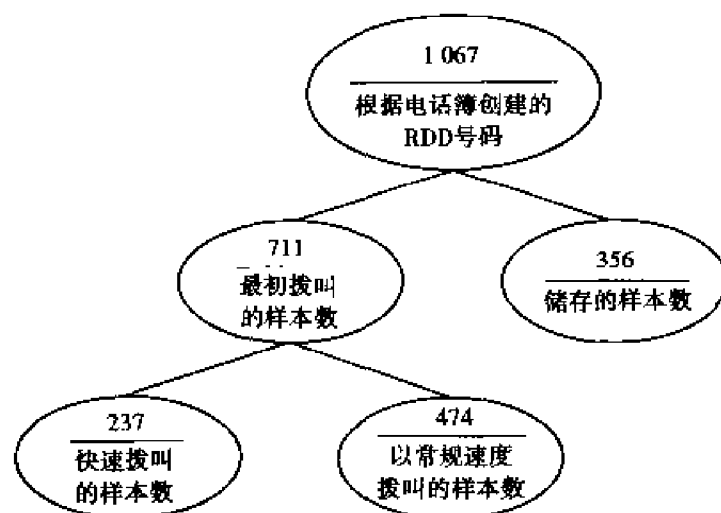 1 067
根据电话簿创建的
RDD号码
711
最初拨叫
的样本数
356
储存的样本数
237
快速拨叫
的样本数
474
以常规速度
拨叫的样本数